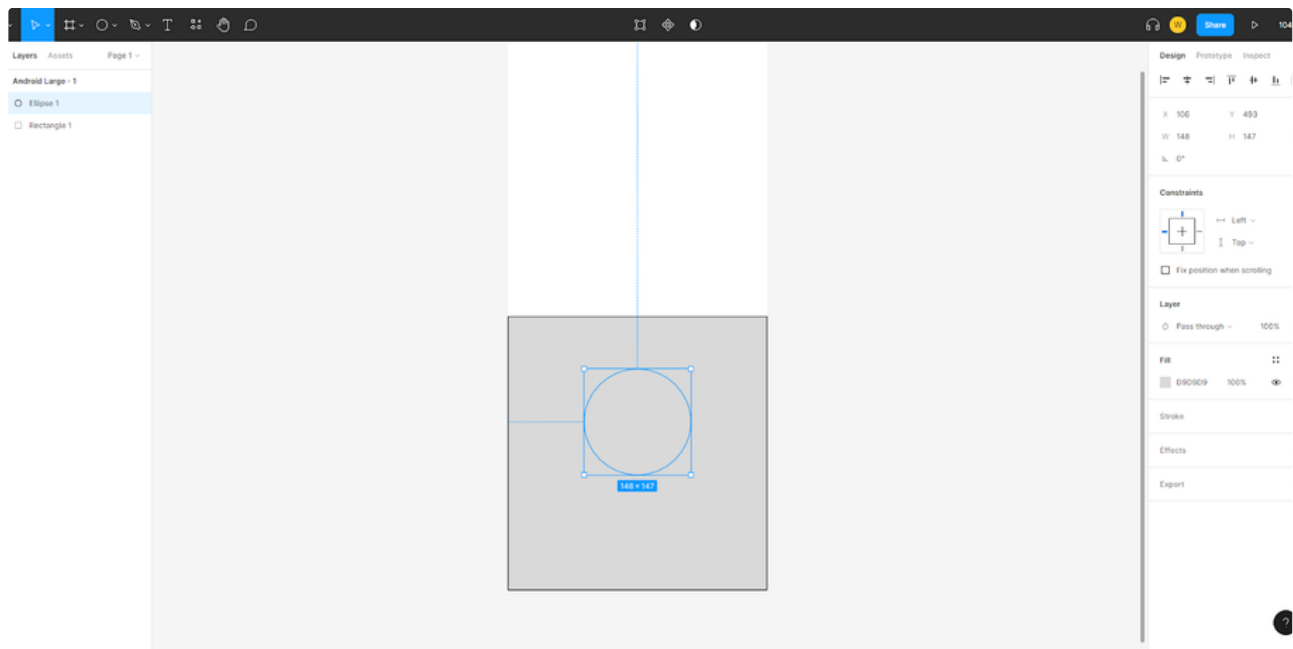 W Share 104
Layers Assets Page 1
Design Prototype Inspect
Android Large - 1
Ellipse 1
Rectangle 1
X 106 Y 493
W 148 H 147
0°
Constraints
Left
Top
Fix position when scrolling
Layer
Pass through 100%
Fill
D9D9D9 100%
Stroke
Effects
Export
148 × 147
?